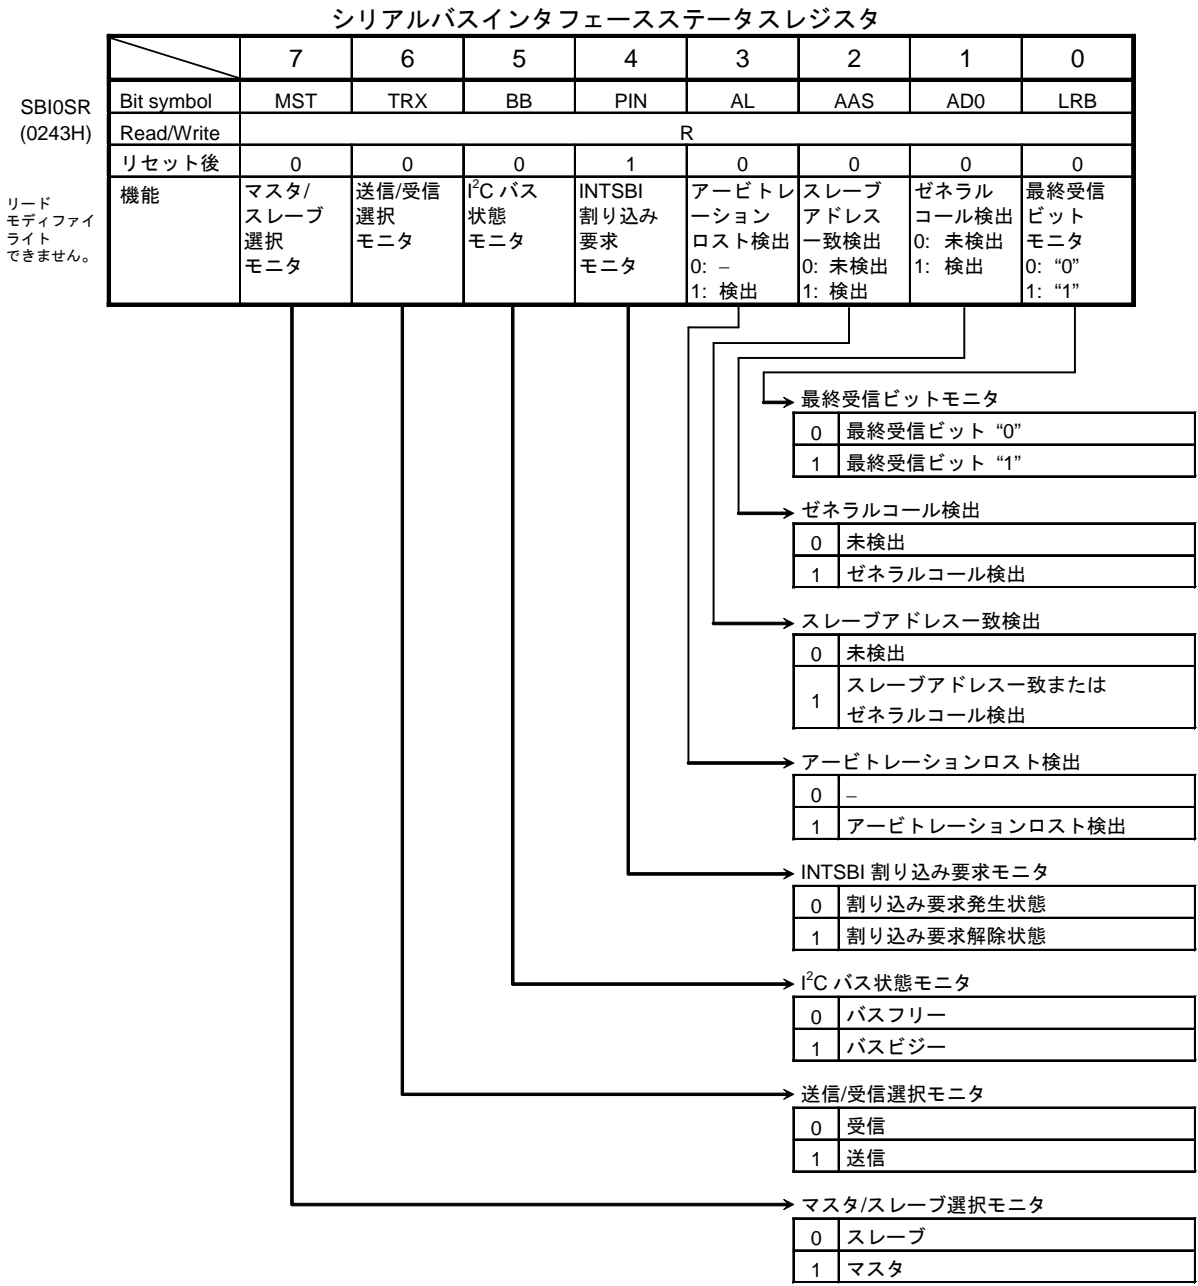 シリアルバスインタフェースステータスレジスタ
7 6 5 4 3 2 1 0
SBI0SR
(0243H)
Bit symbol MST TRX BB PIN AL AAS AD0 LRB
Read/Write R
リセット後 0 0 0 1 0 0 0 0
リード
モディファイ
ライト
できません。
機能
マスタ/
スレーブ
選択
モニタ
送信/受信
選択
モニタ
I²C バス
状態
モニタ
INTSBI
割り込み
要求
モニタ
アービトレ
ーション
ロスト検出
0: –
1: 検出
スレーブ
アドレス
一致検出
0: 未検出
1: 検出
ゼネラル
コール検出
0: 未検出
1: 検出
最終受信
ビット
モニタ
0: “0”
1: “1”
最終受信ビットモニタ
0 最終受信ビット “0”
1 最終受信ビット “1”
ゼネラルコール検出
0 未検出
1 ゼネラルコール検出
スレーブアドレス一致検出
0 未検出
1 スレーブアドレス一致または
ゼネラルコール検出
アービトレーションロスト検出
0 –
1 アービトレーションロスト検出
INTSBI 割り込み要求モニタ
0 割り込み要求発生状態
1 割り込み要求解除状態
I²C バス状態モニタ
0 バスフリー
1 バスビジー
送信/受信選択モニタ
0 受信
1 送信
マスタ/スレーブ選択モニタ
0 スレーブ
1 マスタ